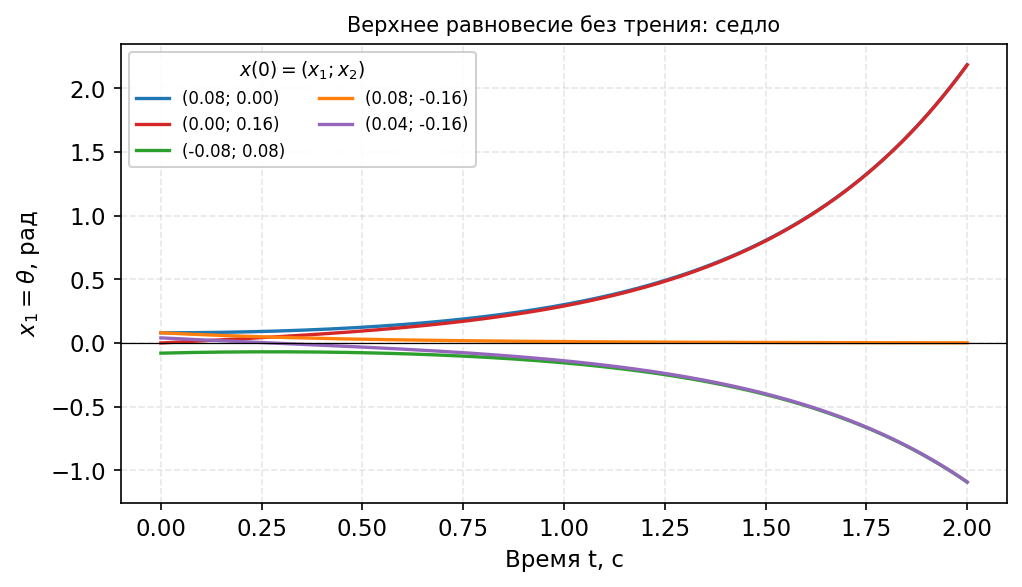 Верхнее равновесие без трения: седло
x(0) = (x₁; x₂)
(0.08; 0.00)
(0.00; 0.16)
(-0.08; 0.08)
(0.08; -0.16)
(0.04; -0.16)
x₁ = θ, рад
2.0
1.5
1.0
0.5
0.0
−0.5
−1.0
0.00 0.25 0.50 0.75 1.00 1.25 1.50 1.75 2.00
Время t, с